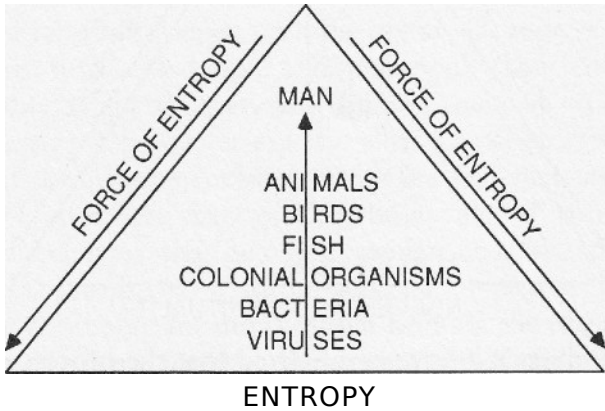 FORCE OF ENTROPY
FORCE OF ENTROPY
MAN
ANIMALS
BIRDS
FISH
COLONIAL ORGANISMS
BACTERIA
VIRUSES
ENTROPY